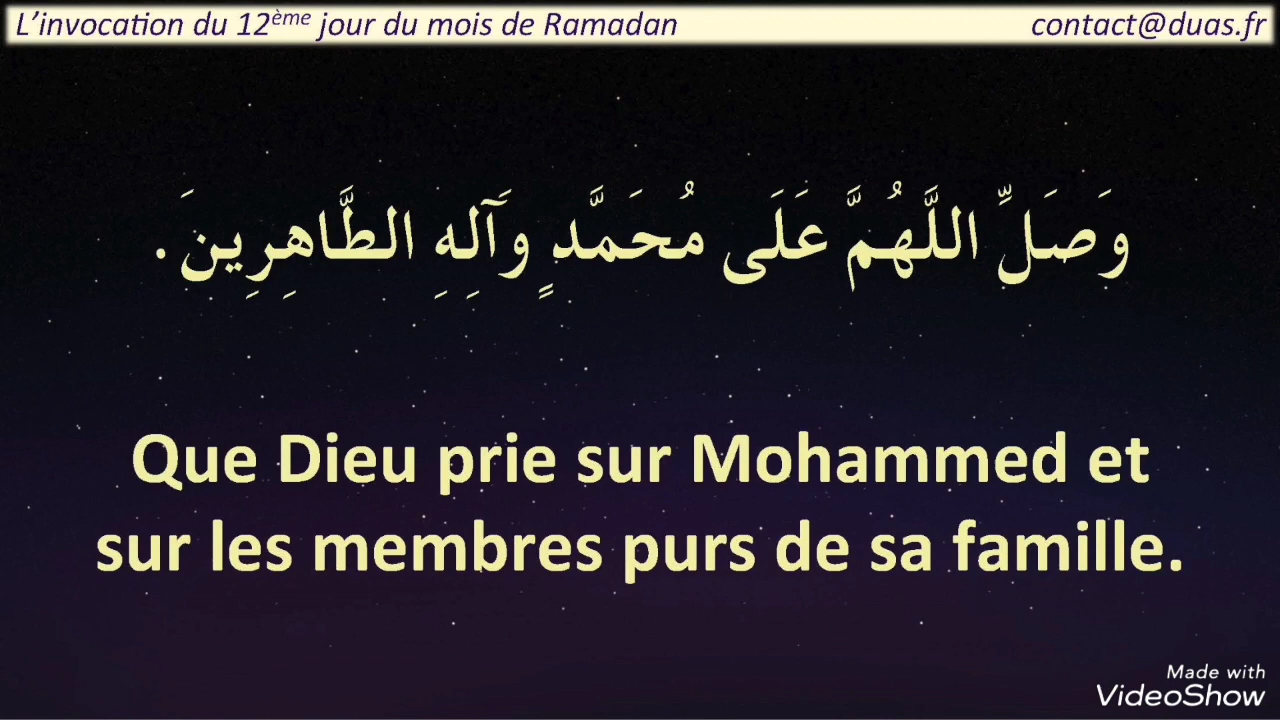 L’invocation du 12ème jour du mois de Ramadan
contact@duas.fr
وَصَلِّ اللَّهُمَّ عَلَى مُحَمَّدٍ وَآلِهِ الطَّاهِرِينَ .
Que Dieu prie sur Mohammed et
sur les membres purs de sa famille.
Made with
VideoShow